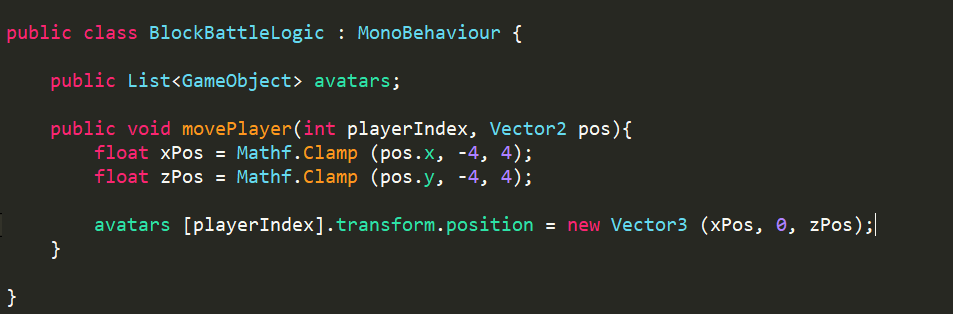 public class BlockBattleLogic : MonoBehaviour {
public List<GameObject> avatars;
public void movePlayer(int playerIndex, Vector2 pos){
float xPos = Mathf.Clamp (pos.x, -4, 4);
float zPos = Mathf.Clamp (pos.y, -4, 4);
avatars [playerIndex].transform.position = new Vector3 (xPos, 0, zPos);
}
}